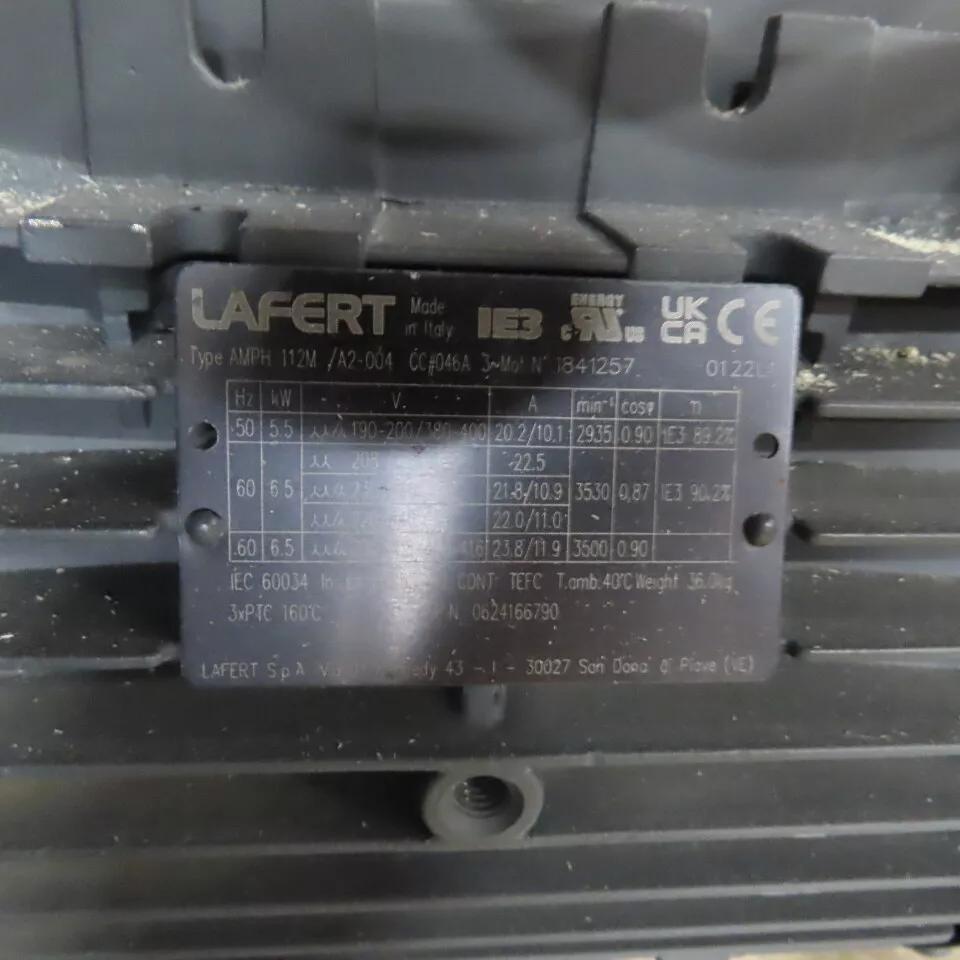 LAFERT Made in Italy IE3 ENERGY C UL US UK CA CE
Type AMPH 112M /A2-004 CC#046A 3~Mot N° 1841257 0122L
Hz kW V A min⁻¹ cosφ η
50 5.5 190-200/380-400 20.2/10.1 2935 0.90 IE3 89.2%
208 22.5
60 6.5 21.8/10.9 3530 0,87 IE3 90.2%
22.0/11.0
60 6.5 23.8/11.9 3500 0.90
IEC 60034 CONT TEFC T.amb.40°C Weight 36.0kg
3xPTC 160°C 0624166790
LAFERT S.p.A. 43 - I - 30027 San Donà di Piave (VE)